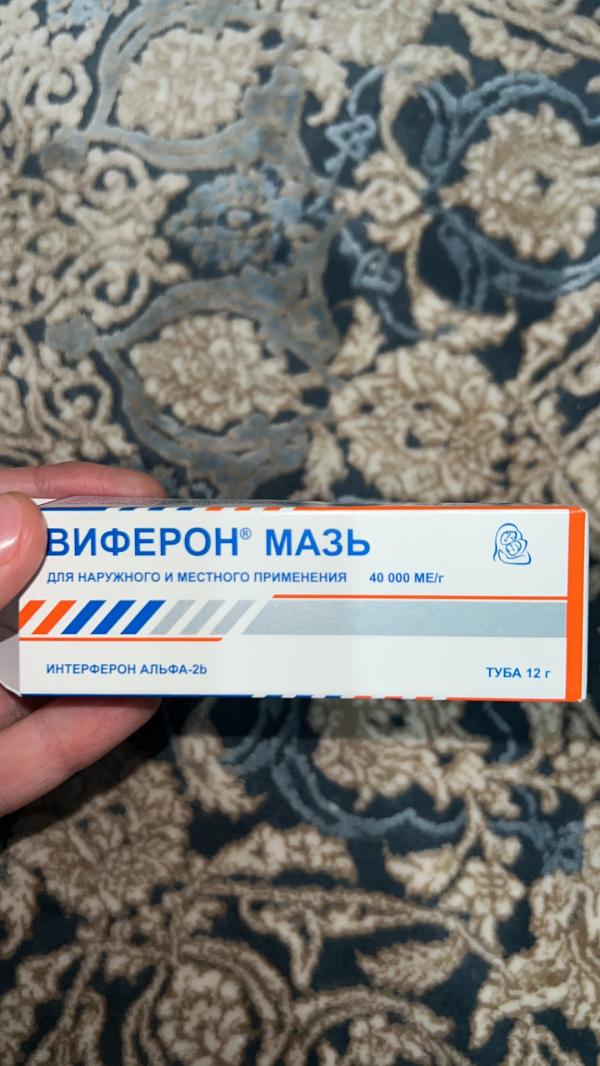 ВИФЕРОН® МАЗЬ
ДЛЯ НАРУЖНОГО И МЕСТНОГО ПРИМЕНЕНИЯ 40 000 МЕ/г
ИНТЕРФЕРОН АЛЬФА-2b
ТУБА 12 г